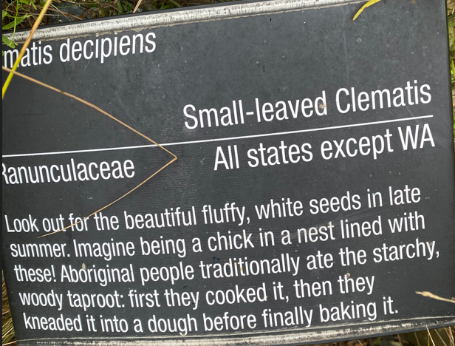 matis decipiens
Small-leaved Clematis
Ranunculaceae
All states except WA
Look out for the beautiful fluffy, white seeds in late
summer. Imagine being a chick in a nest lined with
these! Aboriginal people traditionally ate the starchy,
woody taproot: first they cooked it, then they
kneaded it into a dough before finally baking it.